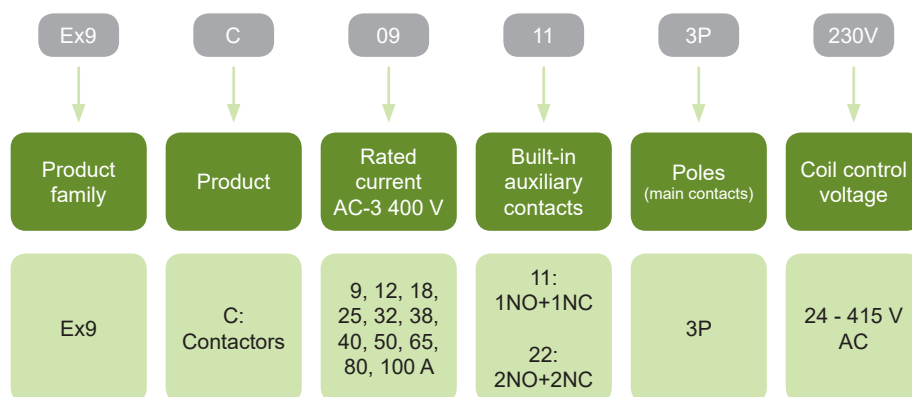 Ex9
C
09
11
3P
230V
Product
family
Product
Rated
current
AC-3 400 V
Built-in
auxiliary
contacts
Poles
(main contacts)
Coil control
voltage
Ex9
C:
Contactors
9, 12, 18,
25, 32, 38,
40, 50, 65,
80, 100 A
11:
1NO+1NC
22:
2NO+2NC
3P
24 - 415 V
AC